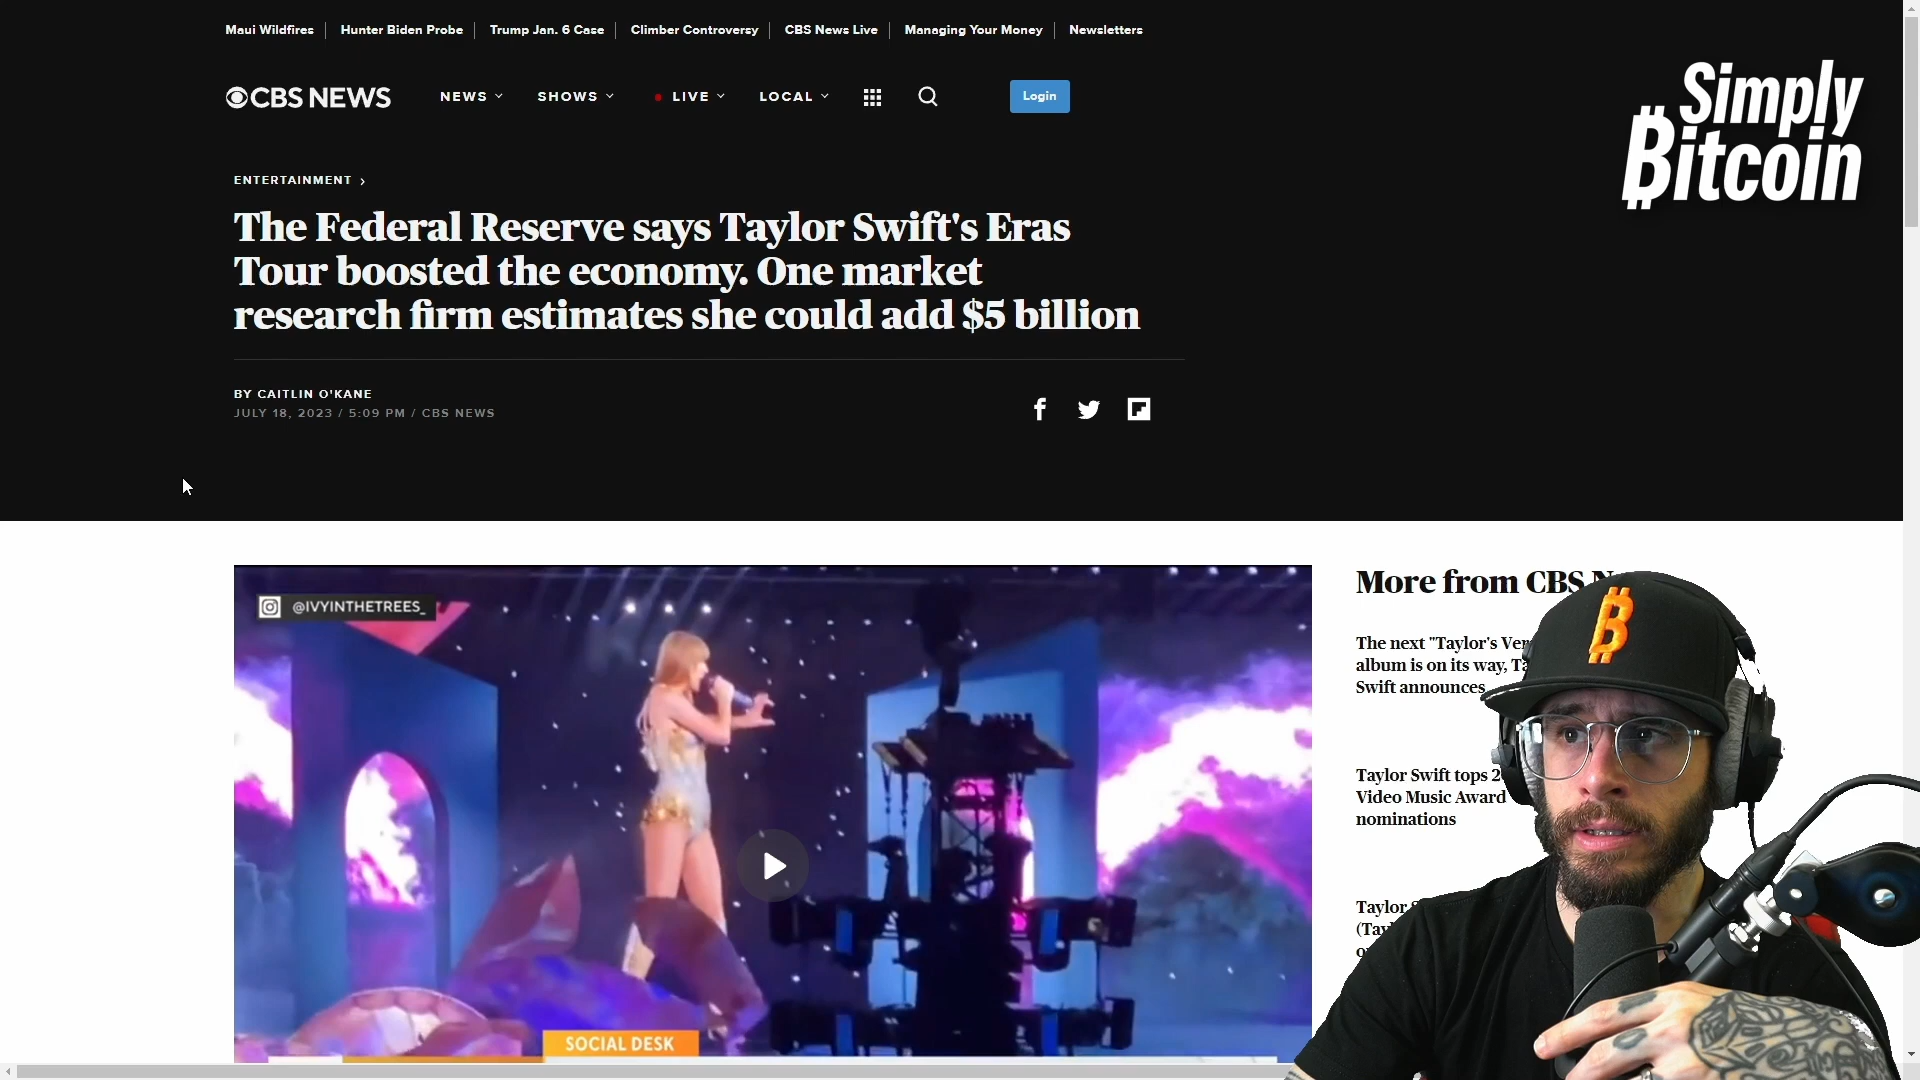 Maui Wildfires Hunter Biden Probe Trump Jan. 6 Case Climber Controversy CBS News Live Managing Your Money Newsletters
CBS NEWS NEWS SHOWS LIVE LOCAL Login
Simply
Bitcoin
ENTERTAINMENT
The Federal Reserve says Taylor Swift's Eras
Tour boosted the economy. One market
research firm estimates she could add $5 billion
BY CAITLIN O'KANE
JULY 18, 2023 / 5:09 PM / CBS NEWS
@IVYINTHETREES_
SOCIAL DESK
More from CBS
The next "Taylor's
album is on its way,
Swift announces
Taylor Swift tops
Video Music Award
nominations
Taylor